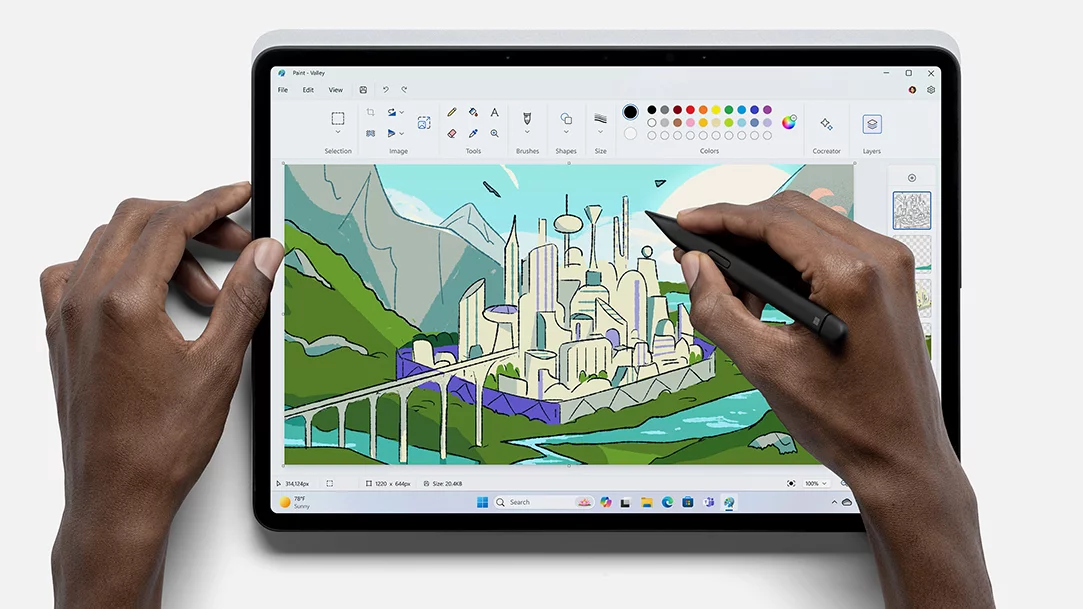 Paint - Valley
File Edit View
Selection Image Tools Brushes Shapes Size Colors Cocreator Layers
A
314,124px 1220 x 644px Size: 20.4KB 100%
78°F
Sunny
Search